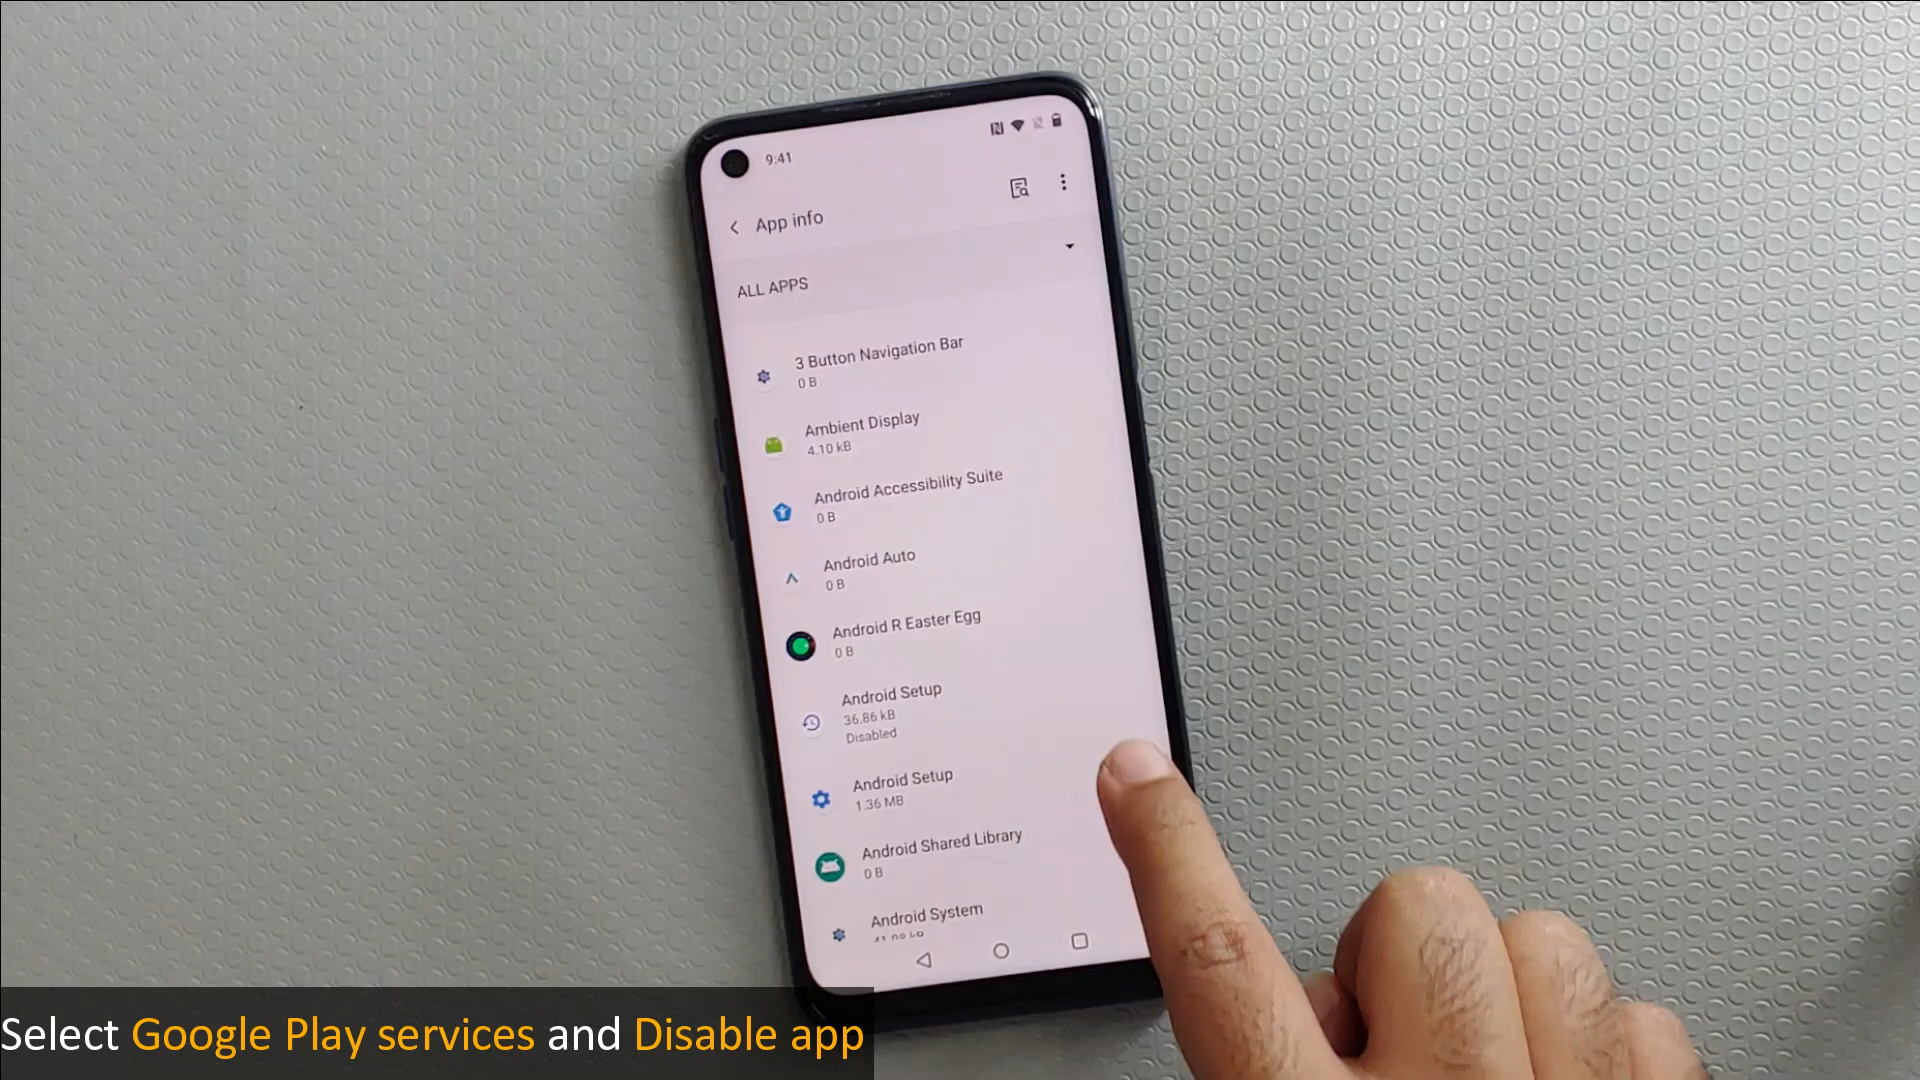 9:41
App info
ALL APPS
3 Button Navigation Bar
0 B
Ambient Display
4.10 kB
Android Accessibility Suite
0 B
Android Auto
0 B
Android R Easter Egg
0 B
Android Setup
36.86 kB
Disabled
Android Setup
1.36 MB
Android Shared Library
0 B
Android System
Select Google Play services and Disable app